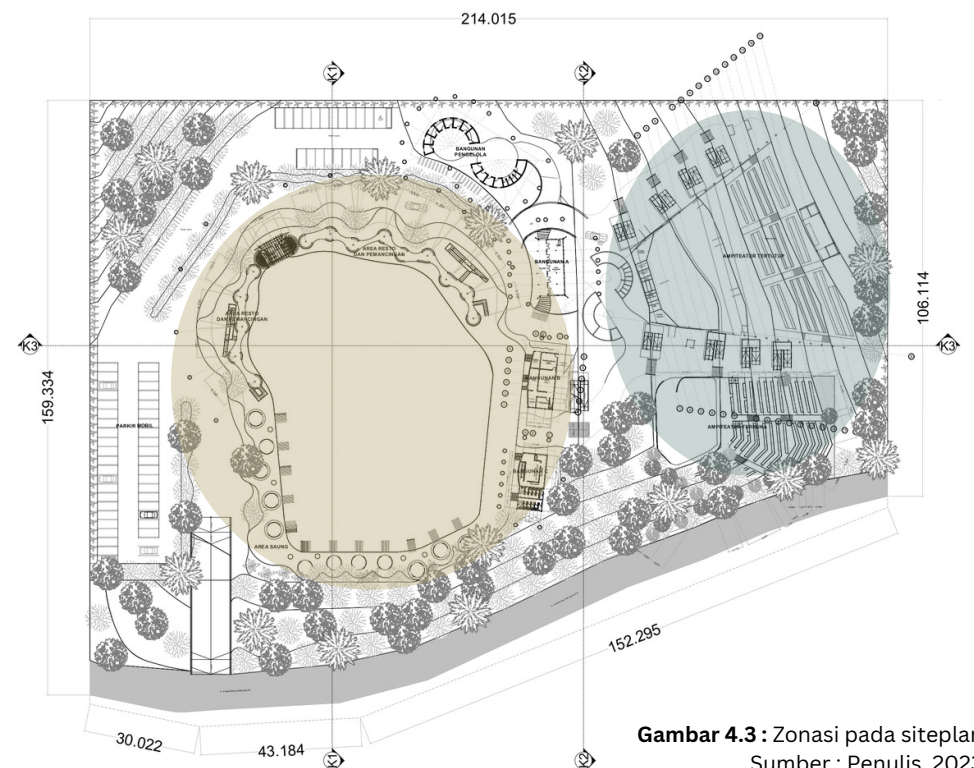 214.015
K1
K2
BANGUNAN
PENGELOLA
AREA RESTO
DAN PEMANCINGAN
BANGUNAN A
AMPITEATER TERTUTUP
106.114
AREA RESTO
DAN PEMANCINGAN
K3
K3
159.334
BANGUNAN B
PARKIR MOBIL
AREA SAUNG
152.295
30.022
43.184
K1
K2
Gambar 4.3 : Zonasi pada siteplan
Sumber : Penulis, 2023